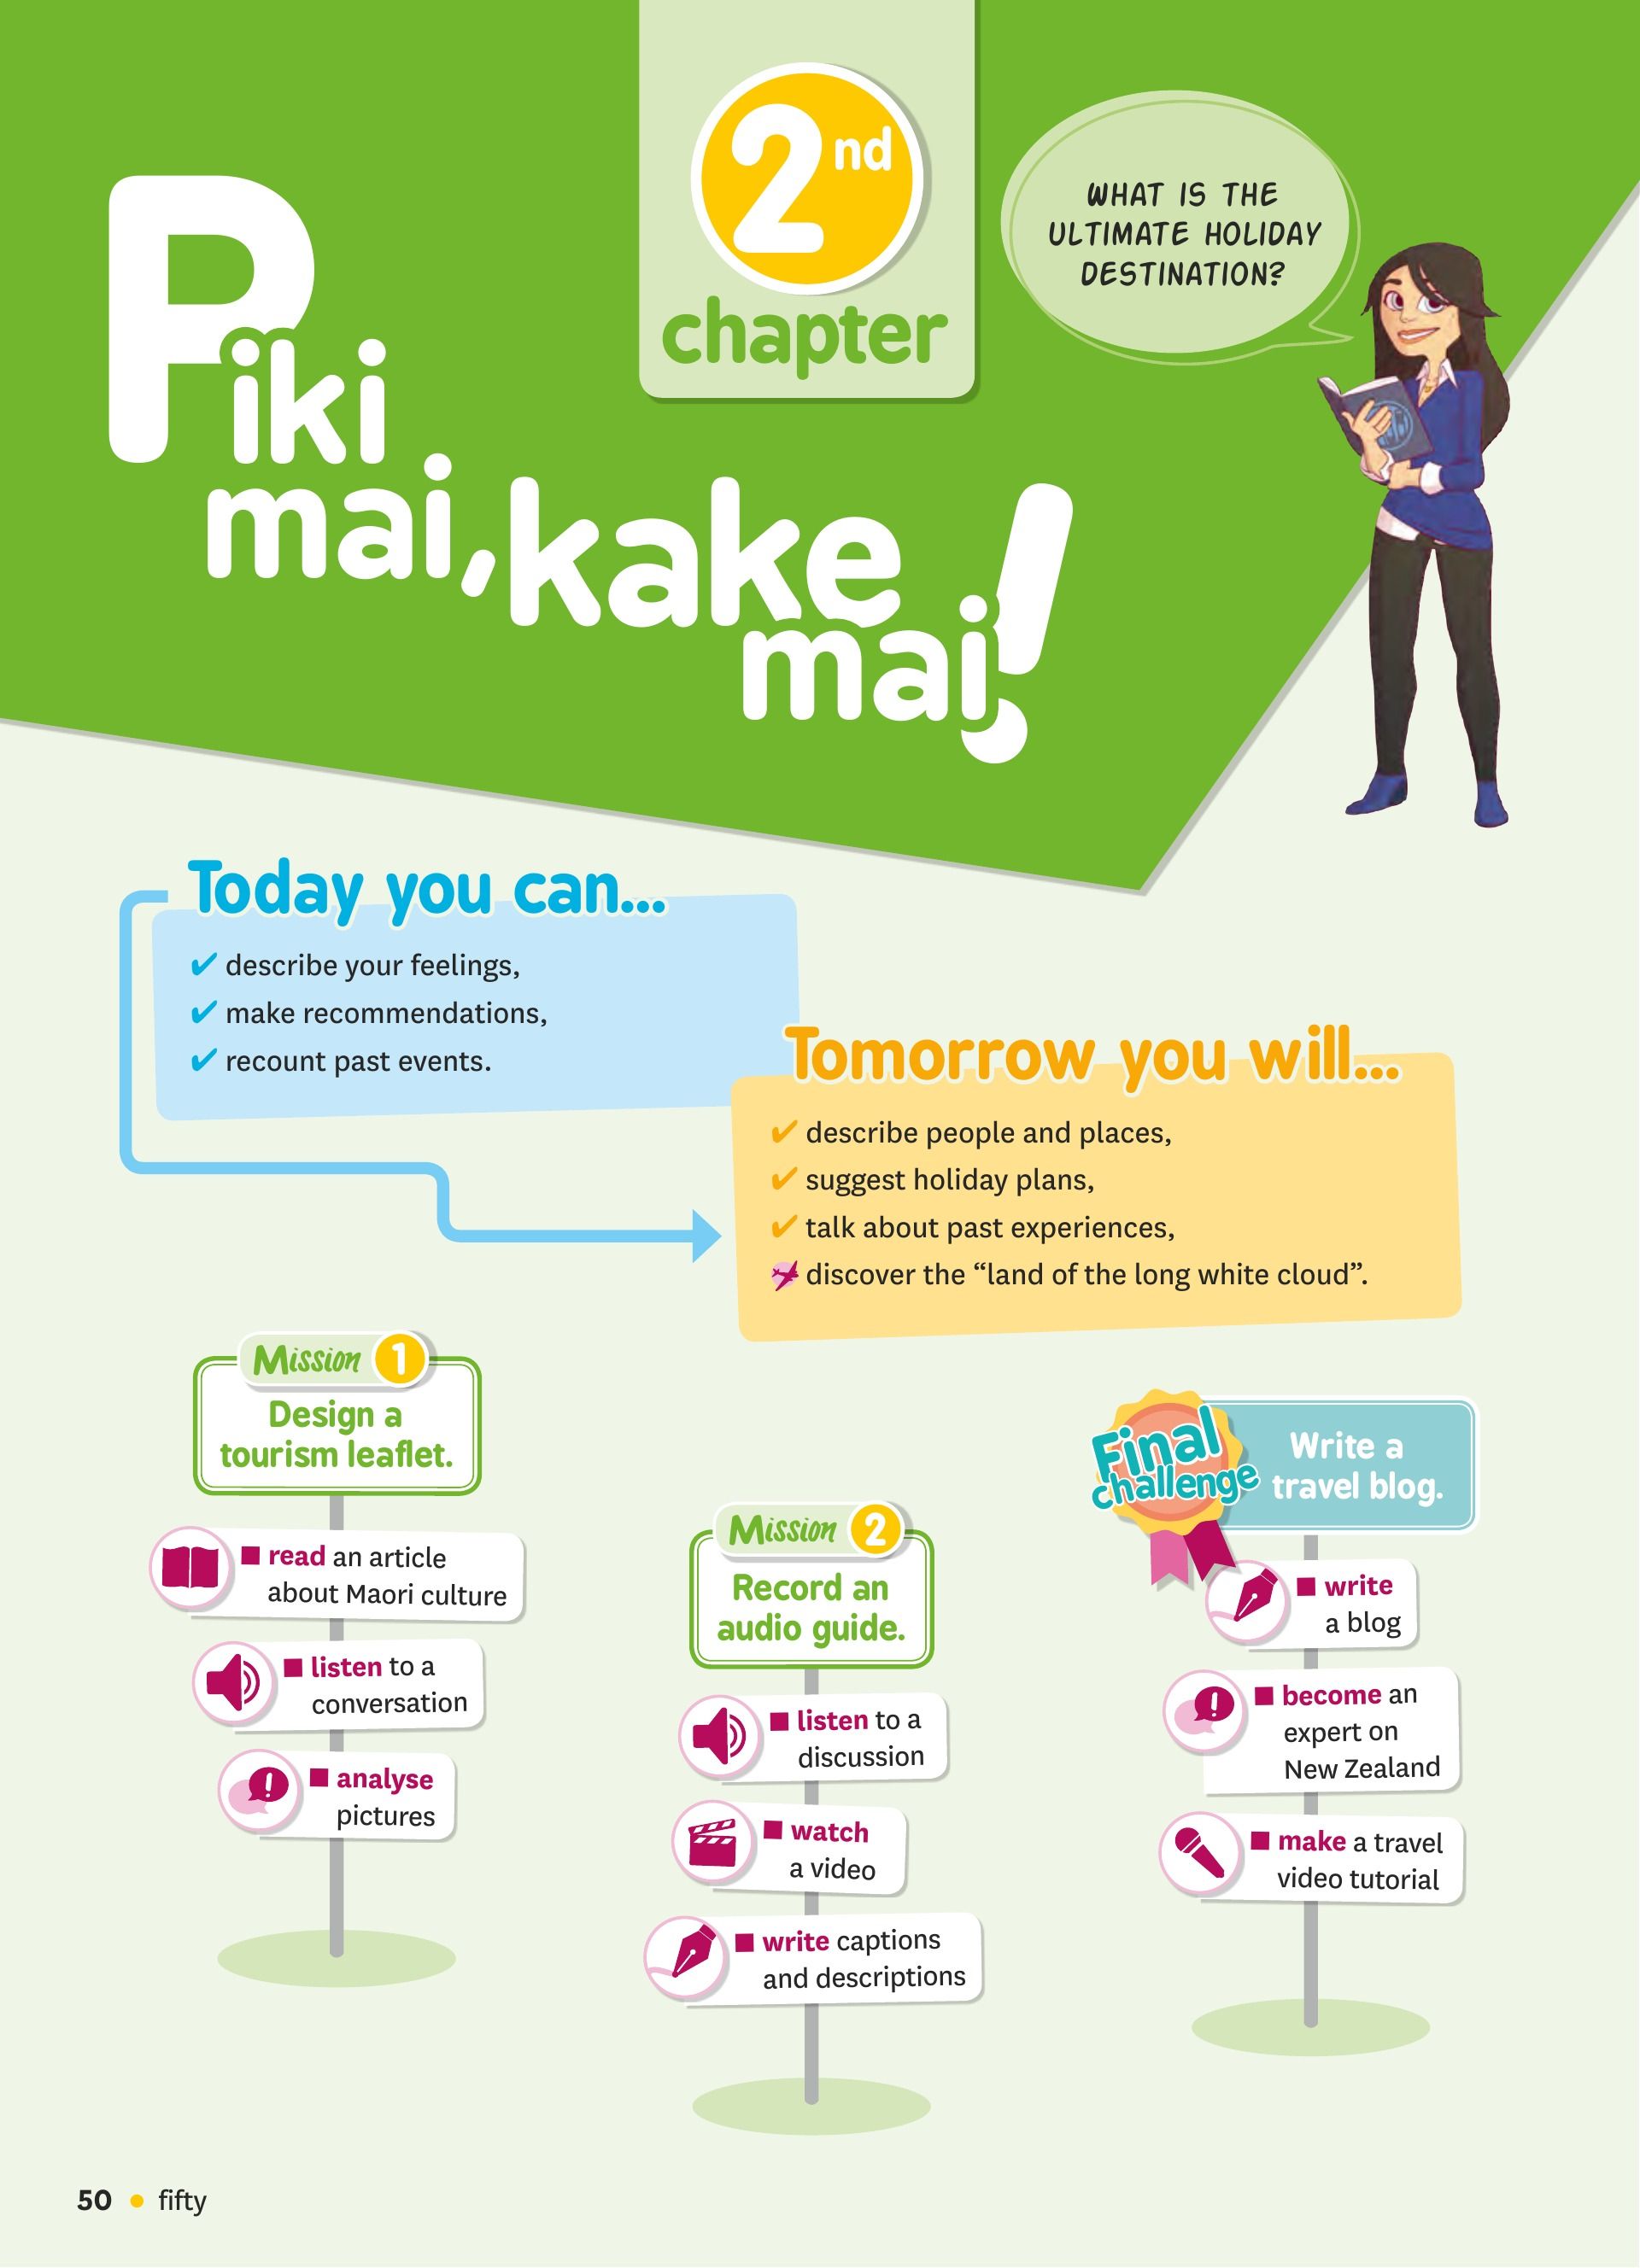 2nd
chapter
WHAT IS THE
ULTIMATE HOLIDAY
DESTINATION?
Piki
mai, kake
mai!
Today you can...
✔ describe your feelings,
✔ make recommendations,
✔ recount past events.
Tomorrow you will...
✔ describe people and places,
✔ suggest holiday plans,
✔ talk about past experiences,
discover the “land of the long white cloud”.
Mission 1
Design a
tourism leaflet.
■ read an article
about Maori culture
■ listen to a
conversation
■ analyse
pictures
Mission 2
Record an
audio guide.
■ listen to a
discussion
■ watch
a video
■ write captions
and descriptions
Final
challenge
Write a
travel blog.
■ write
a blog
■ become an
expert on
New Zealand
■ make a travel
video tutorial
50 • fifty